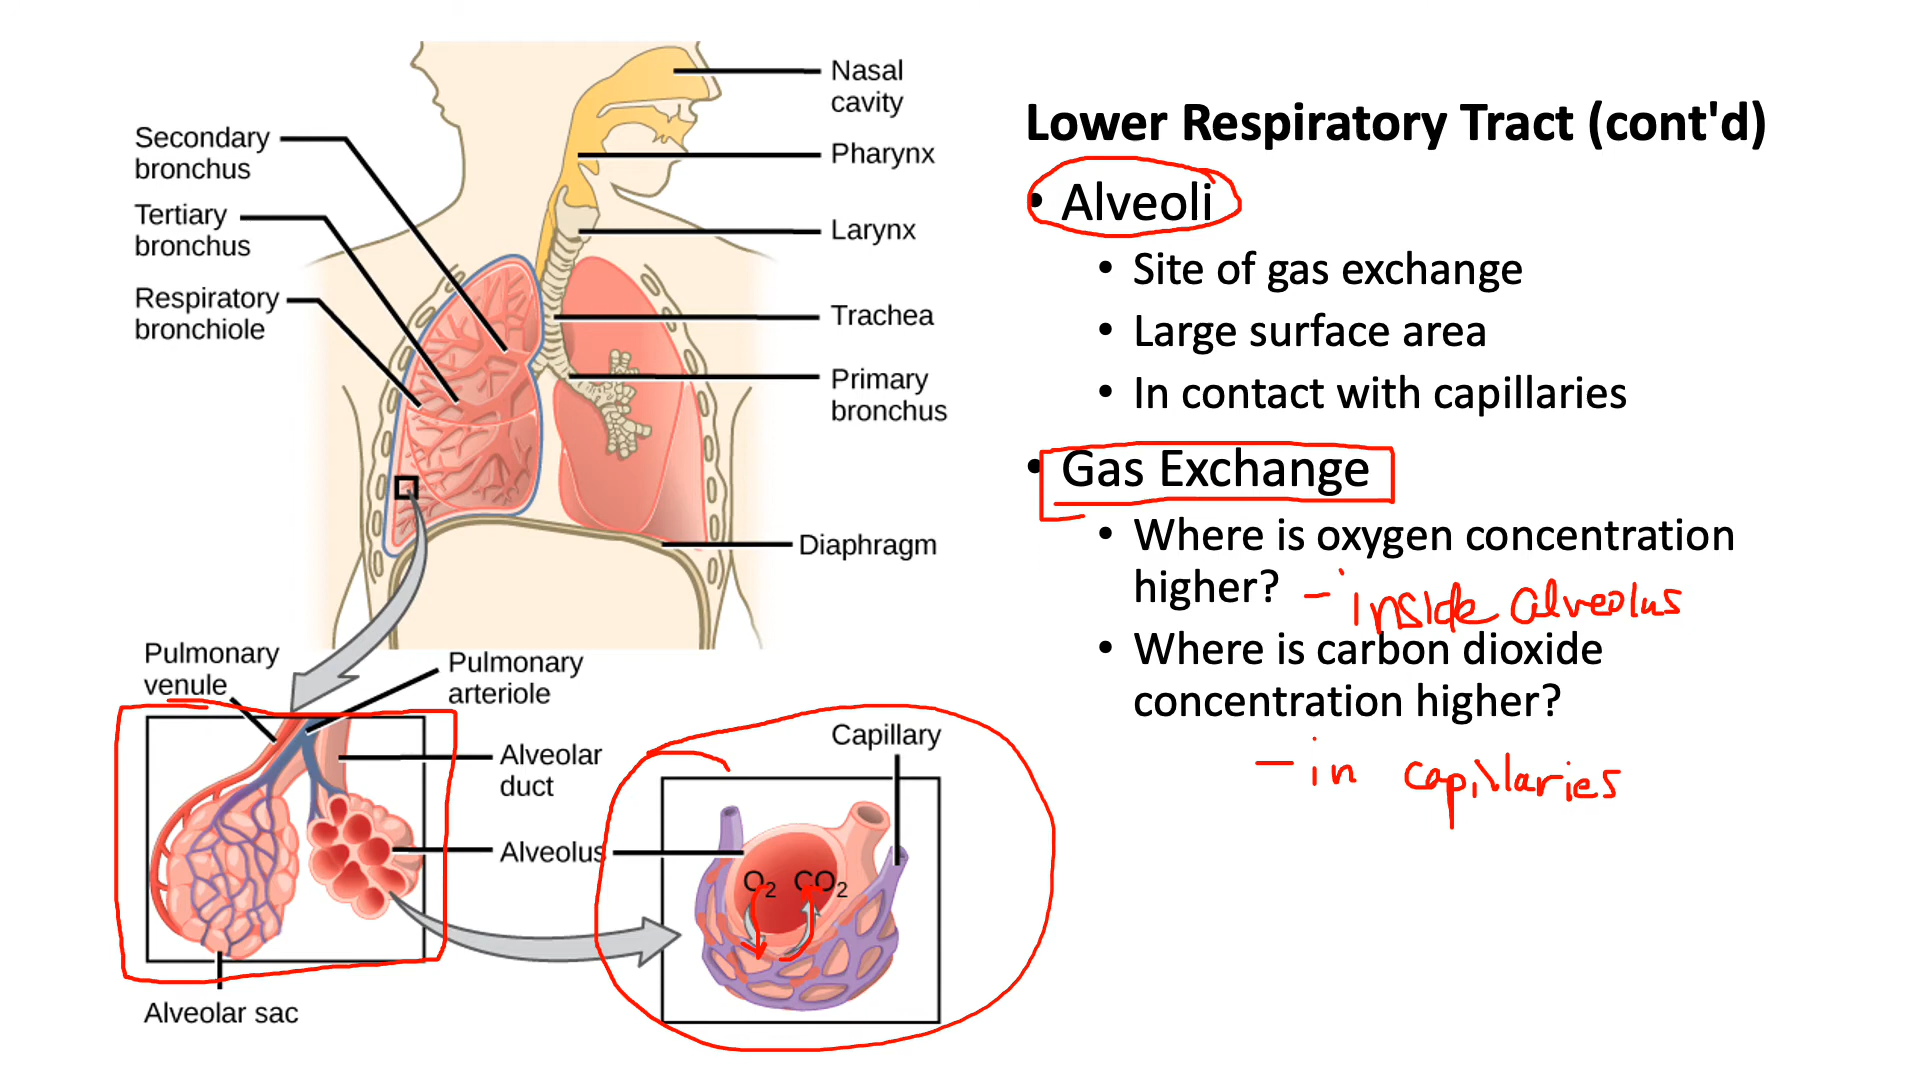 Nasal
cavity
Pharynx
Larynx
Trachea
Primary
bronchus
Diaphragm
Secondary
bronchus
Tertiary
bronchus
Respiratory
bronchiole
Pulmonary
venule
Pulmonary
arteriole
Alveolar
duct
Alveolus
Alveolar sac
Capillary
O2 CO2
Lower Respiratory Tract (cont'd)
• Alveoli
• Site of gas exchange
• Large surface area
• In contact with capillaries
• Gas Exchange
• Where is oxygen concentration
higher? - inside alveolus
• Where is carbon dioxide
concentration higher?
- in capillaries